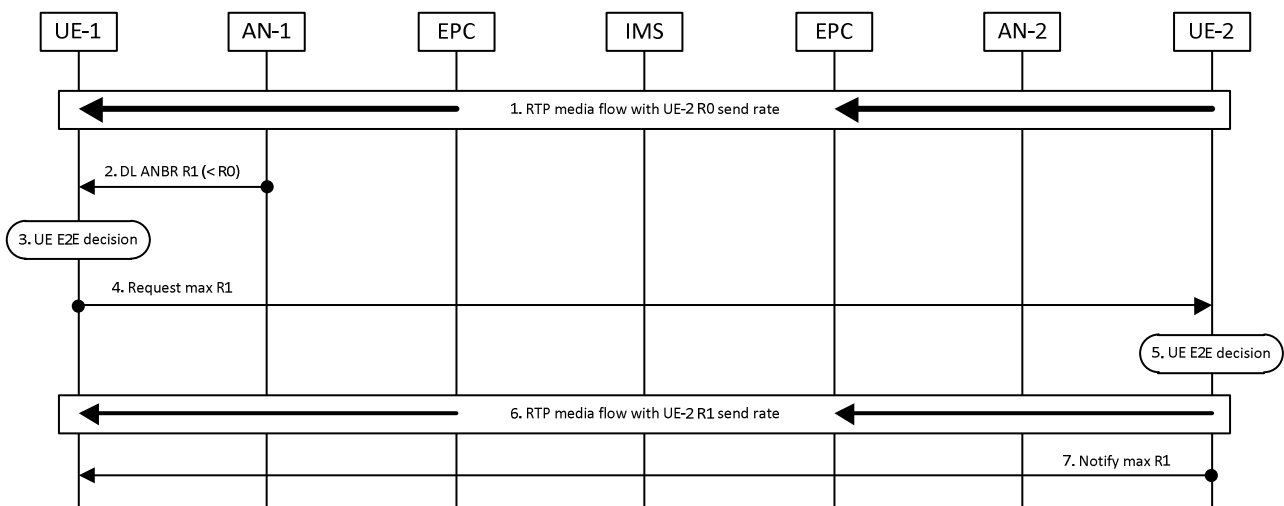 UE-1
AN-1
EPC
IMS
EPC
AN-2
UE-2
1. RTP media flow with UE-2 R0 send rate
2. DL ANBR R1 (< R0)
3. UE E2E decision
4. Request max R1
5. UE E2E decision
6. RTP media flow with UE-2 R1 send rate
7. Notify max R1